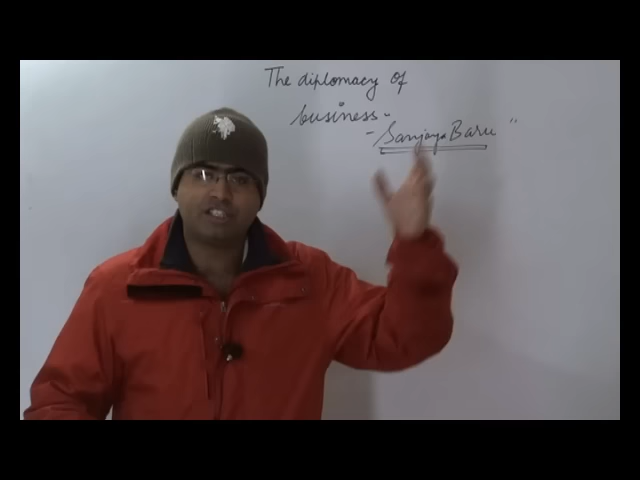 The diplomacy of
business -
- Sanjaya Baru "